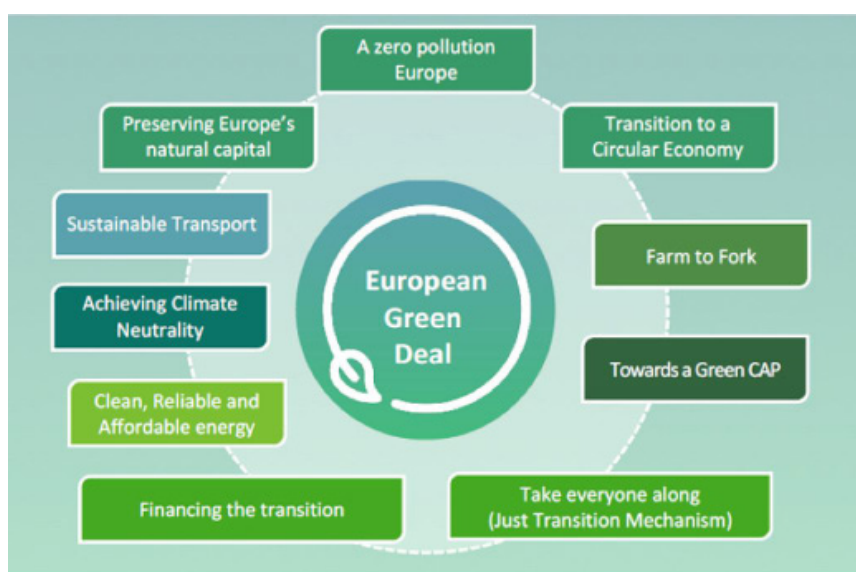 A zero pollution
Europe
Preserving Europe's
natural capital
Transition to a
Circular Economy
Sustainable Transport
Farm to Fork
European
Green
Deal
Achieving Climate
Neutrality
Towards a Green CAP
Clean, Reliable and
Affordable energy
Financing the transition
Take everyone along
(Just Transition Mechanism)